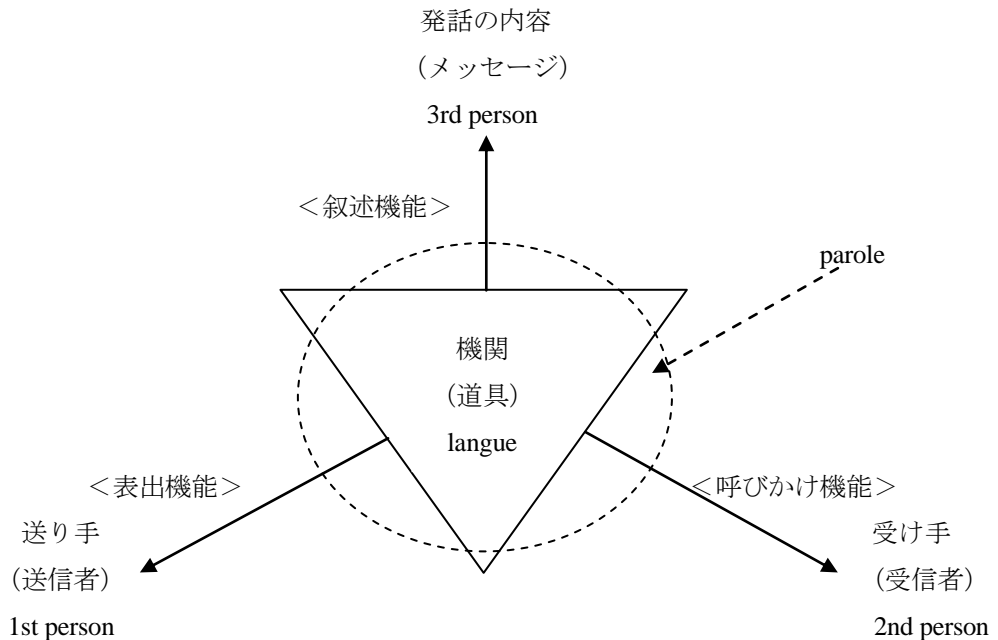 発話の内容
(メッセージ)
3rd person
＜叙述機能＞
parole
機関
(道具)
langue
＜表出機能＞
＜呼びかけ機能＞
送り手
(送信者)
1st person
受け手
(受信者)
2nd person